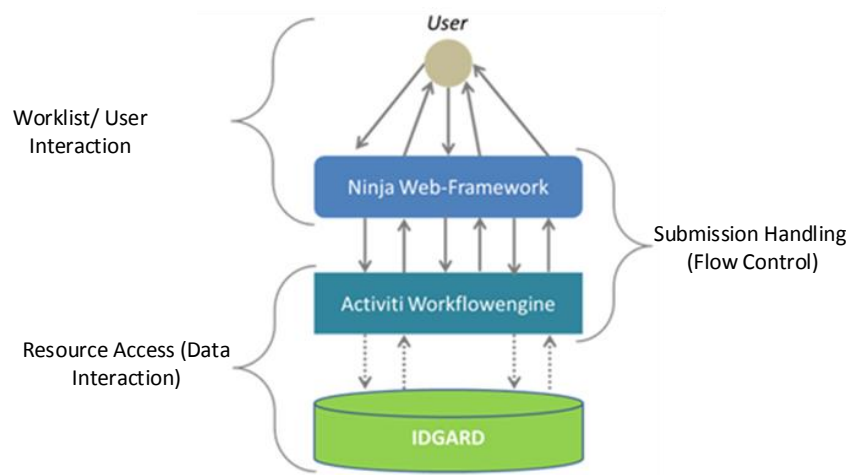 User
Worklist/ User
Interaction
Ninja Web-Framework
Submission Handling
(Flow Control)
Activiti Workflowengine
Resource Access (Data
Interaction)
IDGARD